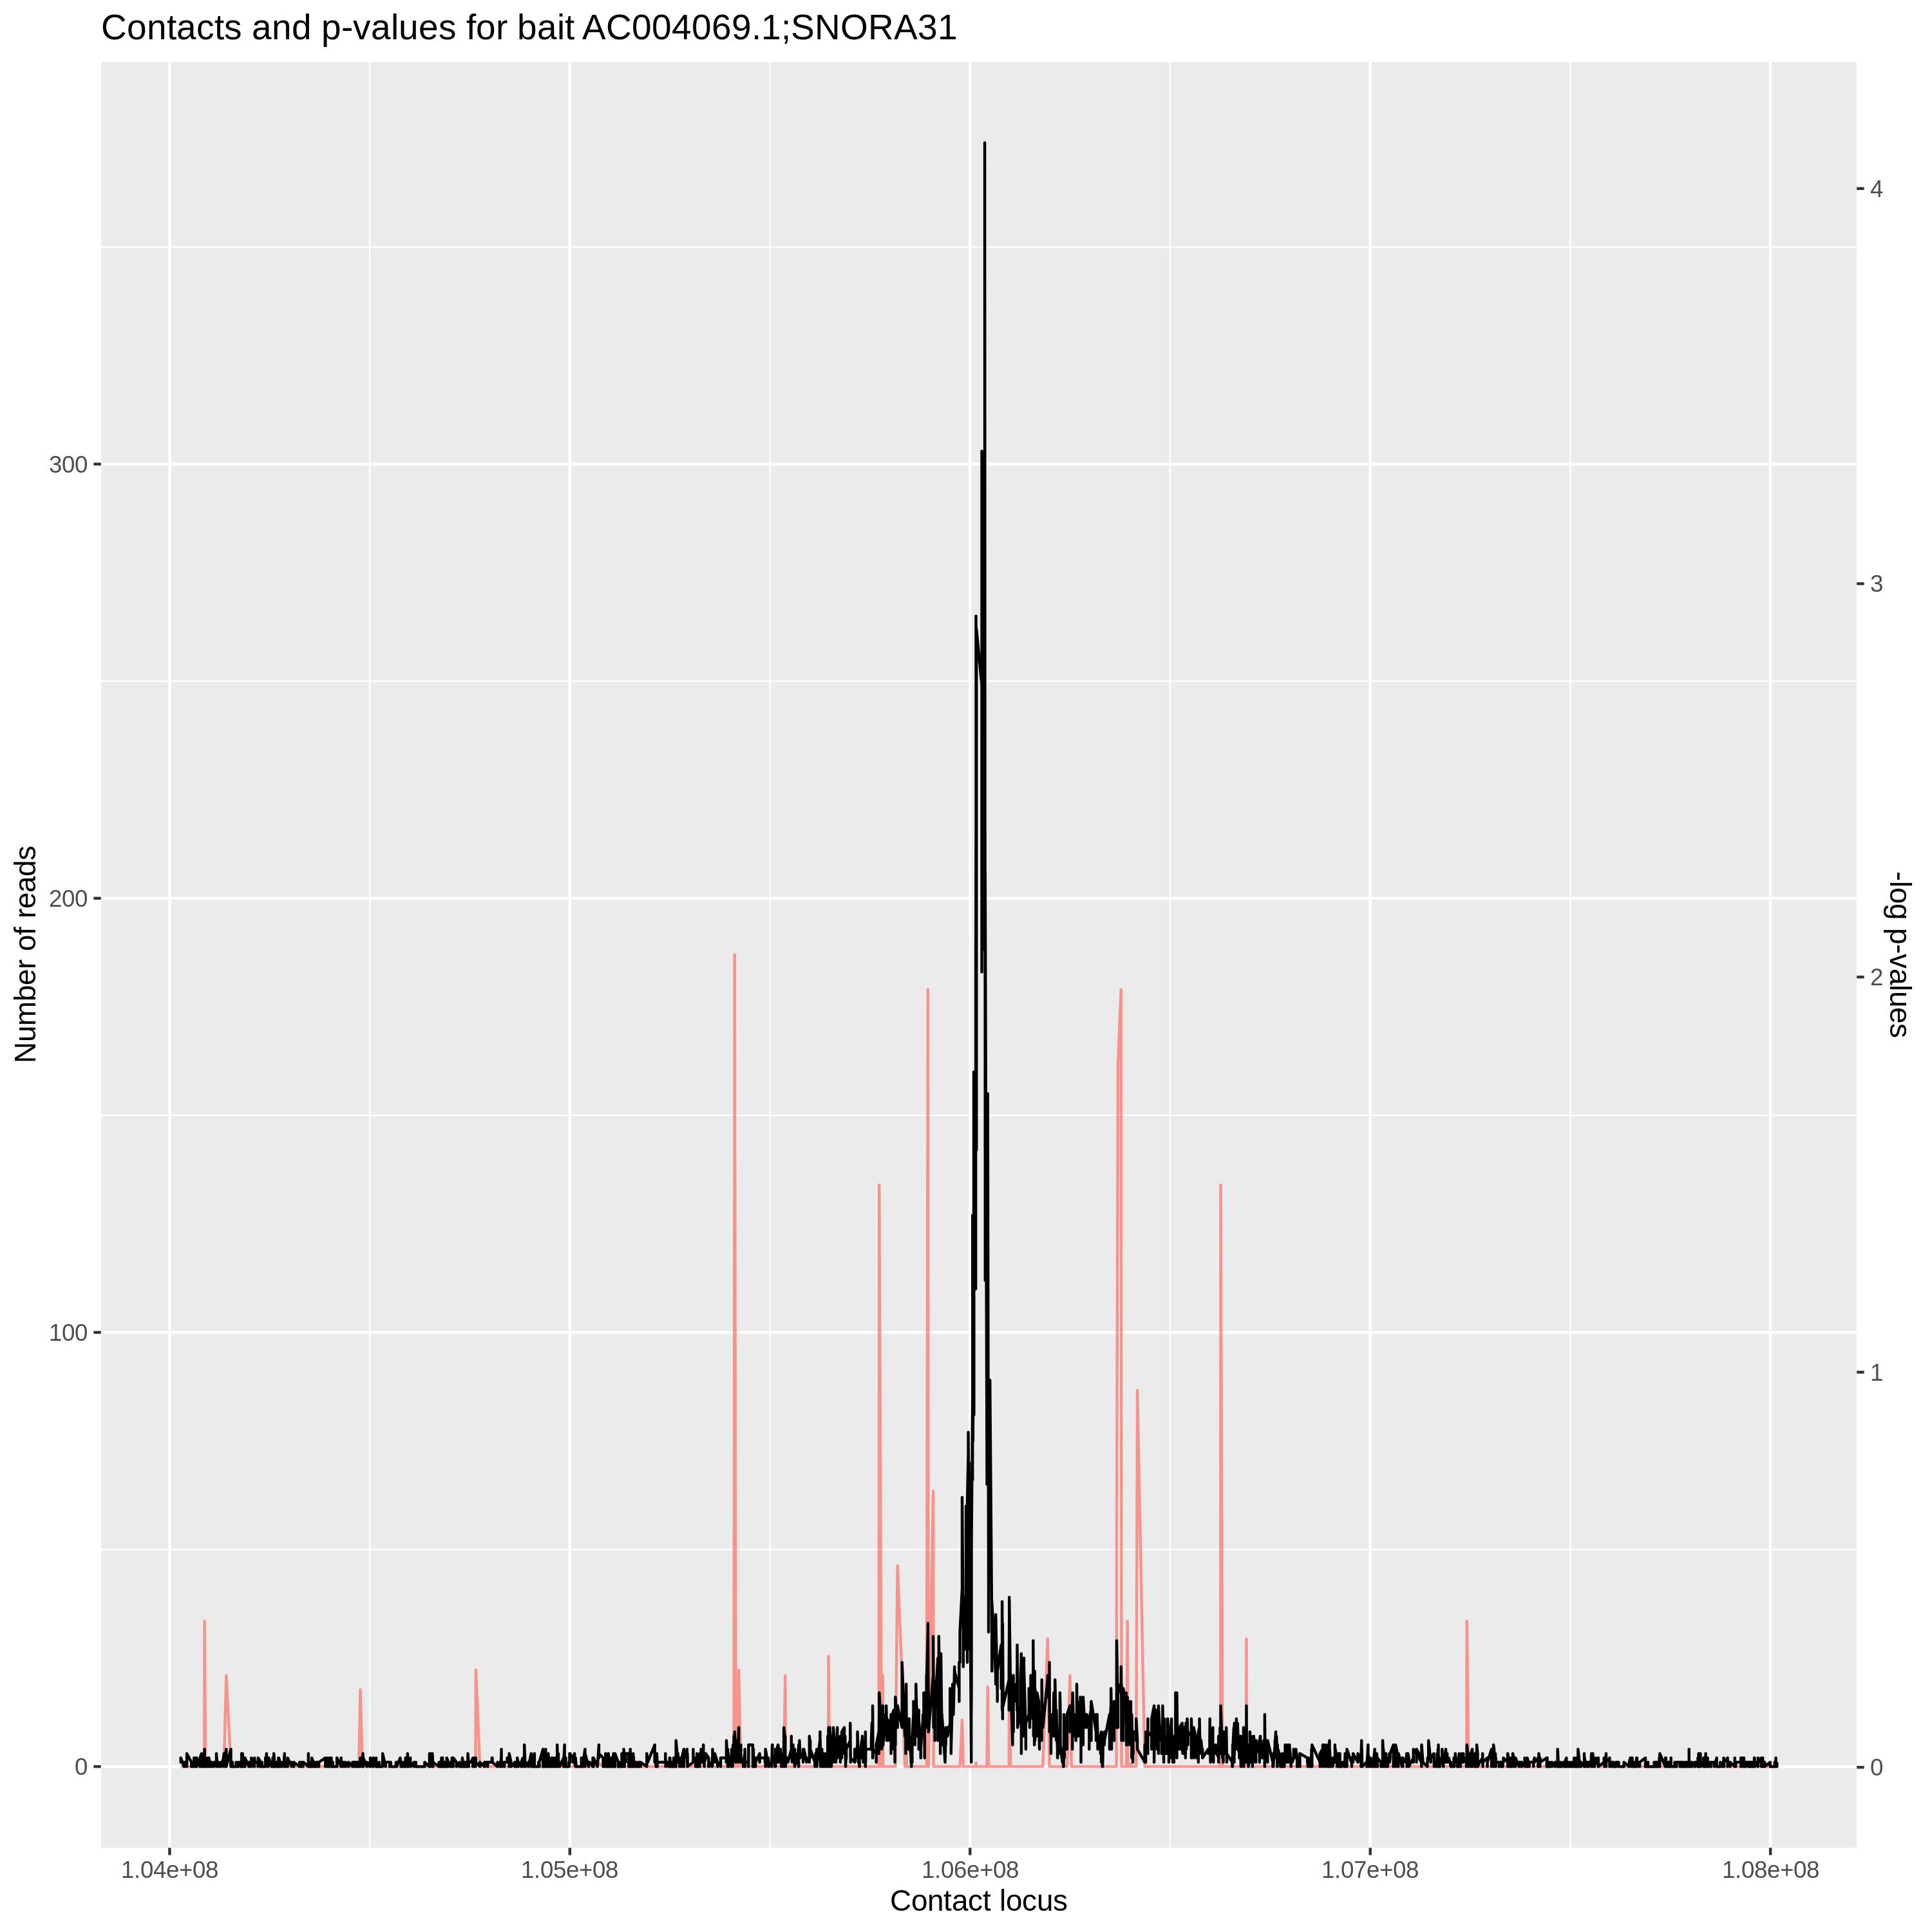 Contacts and p-values for bait AC004069.1;SNORA31
4
300
3
200
2
100
1
0
0
Number of reads
-log p-values
1.04e+08
1.05e+08
1.06e+08
1.07e+08
1.08e+08
Contact locus